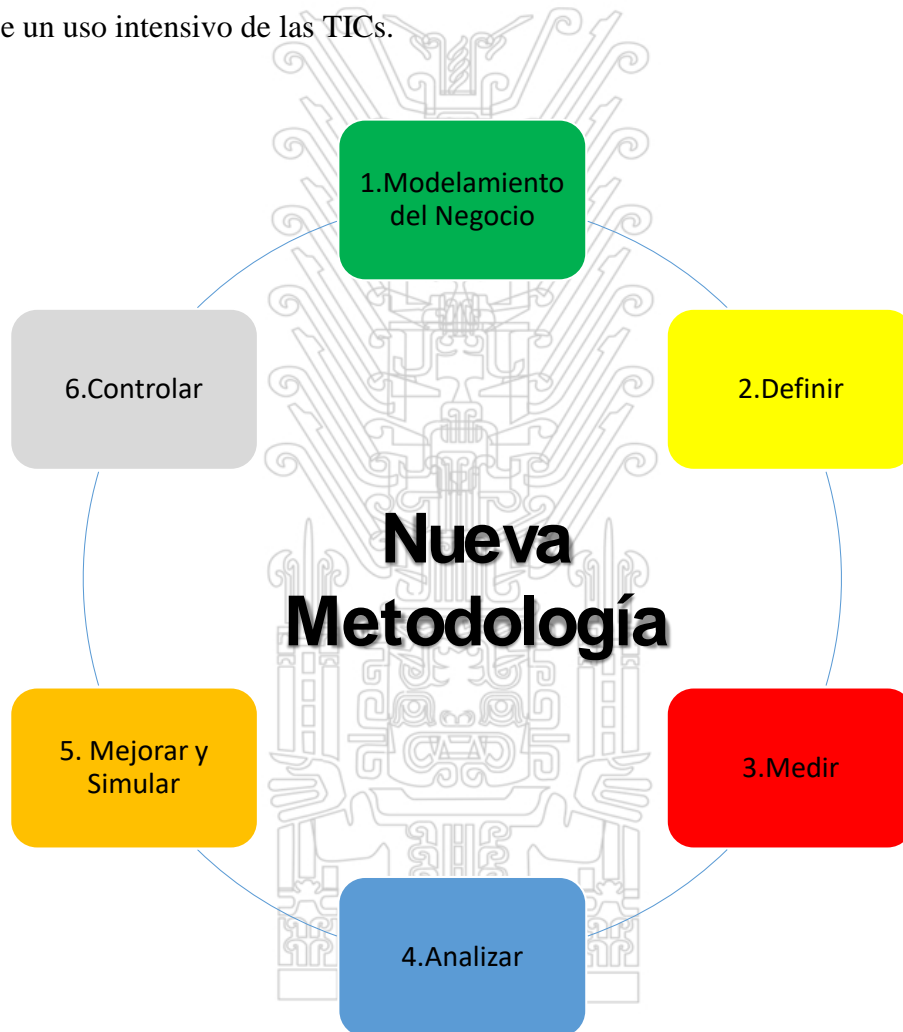 e un uso intensivo de las TICs.
1.Modelamiento
del Negocio
2.Definir
3.Medir
4.Analizar
5. Mejorar y
Simular
6.Controlar
Nueva
Metodología